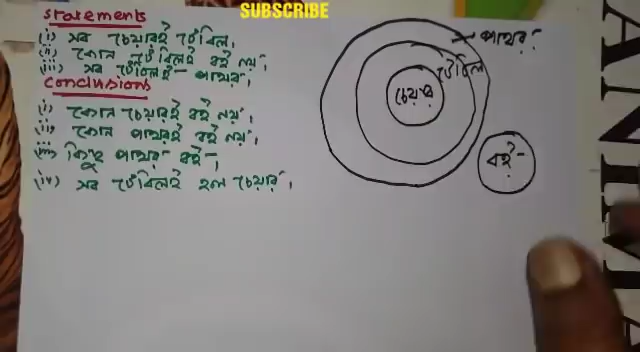 SUBSCRIBE
Statements
(i) সব চেয়ারই টেবিল।
(ii) কোন টেবিলই বই নয়।
(iii) সব টেবিলই পাথর।
Conclusions
(i) কোন চেয়ারই বই নয়।
(ii) কোন পাথরই বই নয়।
(iii) কিছু পাথর বই।
(iv) সব টেবিলই হল চেয়ার।
পাথর
টেবিল
চেয়ার
বই